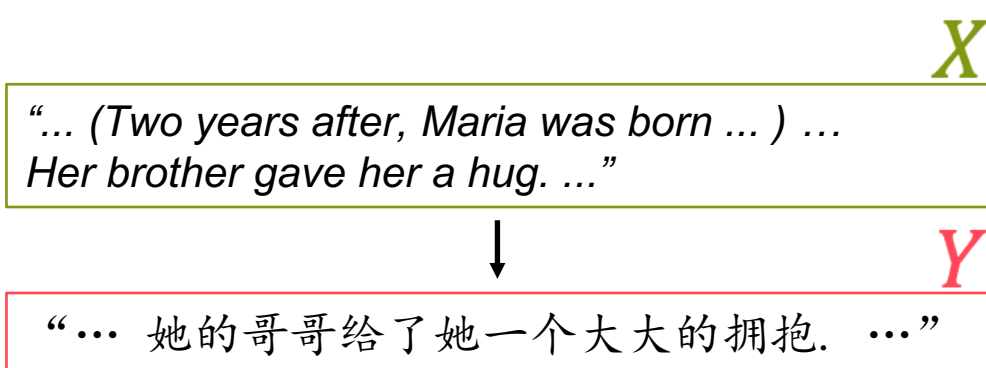 X
“... (Two years after, Maria was born ... ) …
Her brother gave her a hug. ...”
Y
“… 她的哥哥给了她一个大大的拥抱. …”